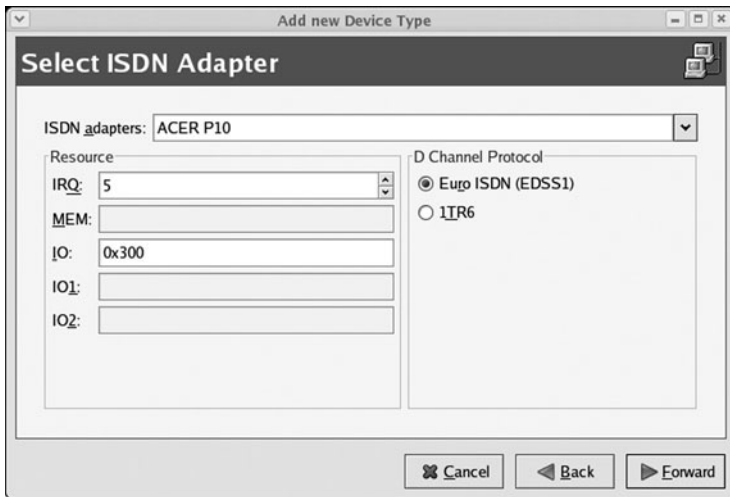 Add new Device Type
Select ISDN Adapter
ISDN adapters: ACER P10
Resource
IRQ: 5
MEM:
IO: 0x300
IO1:
IO2:
D Channel Protocol
Euro ISDN (EDSS1)
1TR6
Cancel
Back
Forward